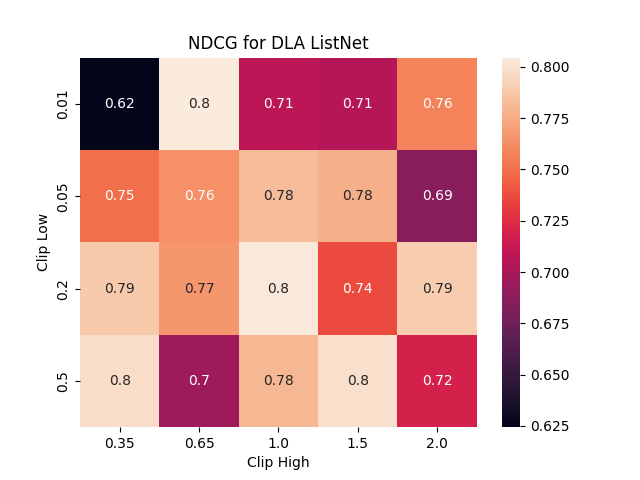 NDCG for DLA ListNet
Clip Low
0.01
0.62 0.8 0.71 0.71 0.76
0.05
0.75 0.76 0.78 0.78 0.69
0.2
0.79 0.77 0.8 0.74 0.79
0.5
0.8 0.7 0.78 0.8 0.72
0.35 0.65 1.0 1.5 2.0
Clip High
0.800
0.775
0.750
0.725
0.700
0.675
0.650
0.625